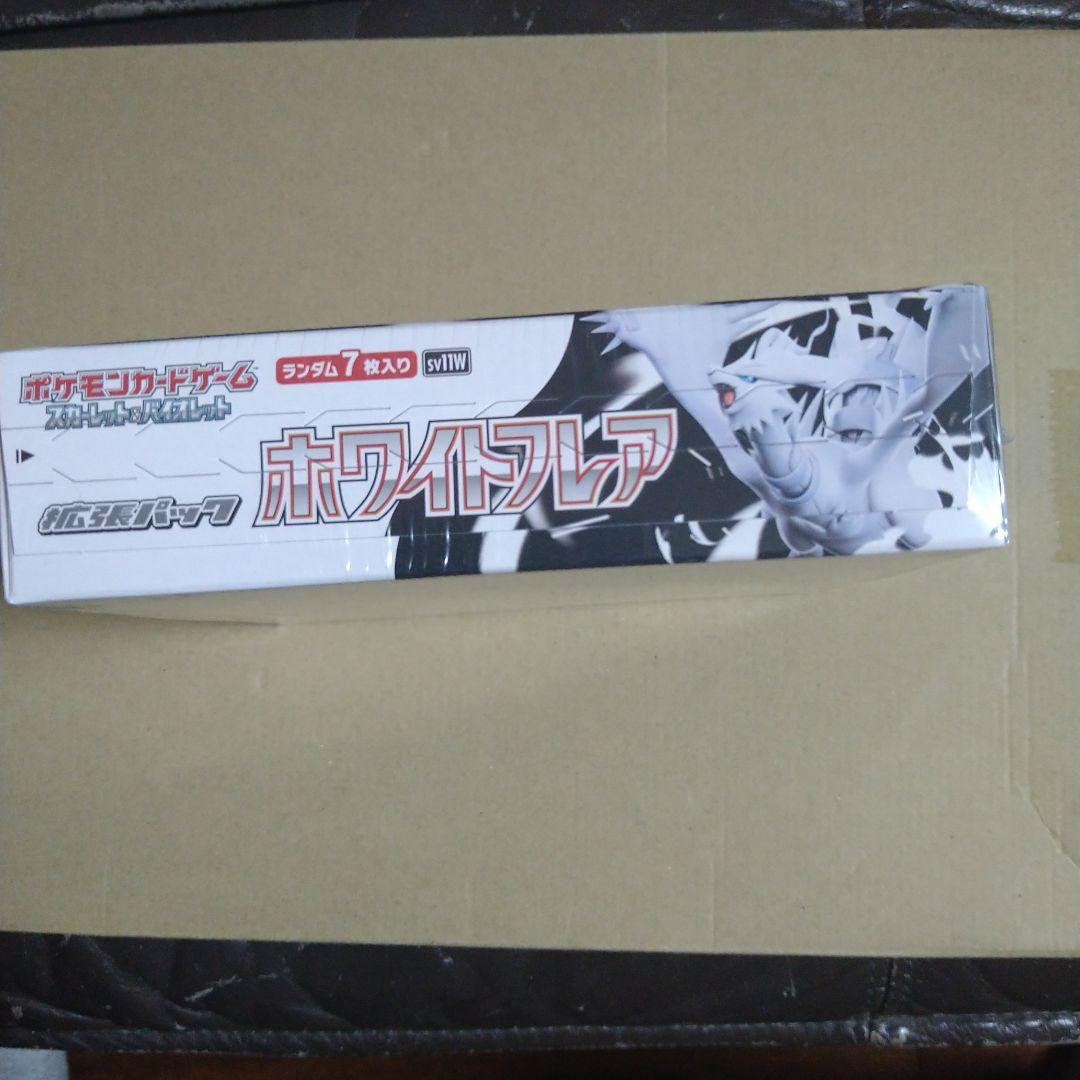 ポケモンカードゲーム
スカーレット&バイオレット
ランダム7枚入り
SV11W
拡張パック
ホワイトフレア